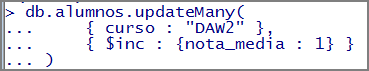 > db.alumnos.updateMany(
...     { curso : "DAW2" },
...     { $inc : {nota_media : 1} }
... )